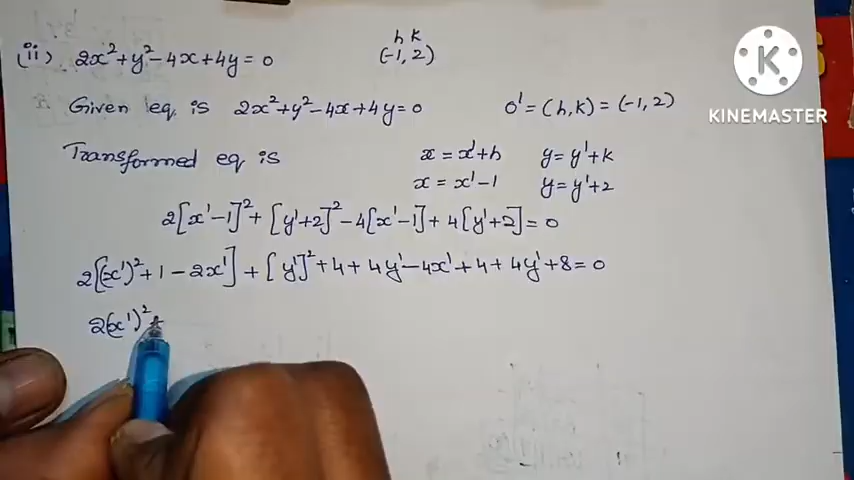 h k
(ii) 2x²+y²-4x+4y=0 (-1, 2)
Given eq. is 2x²+y²-4x+4y=0 O'=(h,k)=(-1,2)
Transformed eq is x = x'+h y = y'+k
x = x'-1 y = y'+2
2[x'-1]²+[y'+2]²-4[x'-1]+4[y'+2]=0
2[(x')²+1-2x']+[y']²+4+4y'-4x'+4+4y'+8=0
2(x')²+
K
KINEMASTER